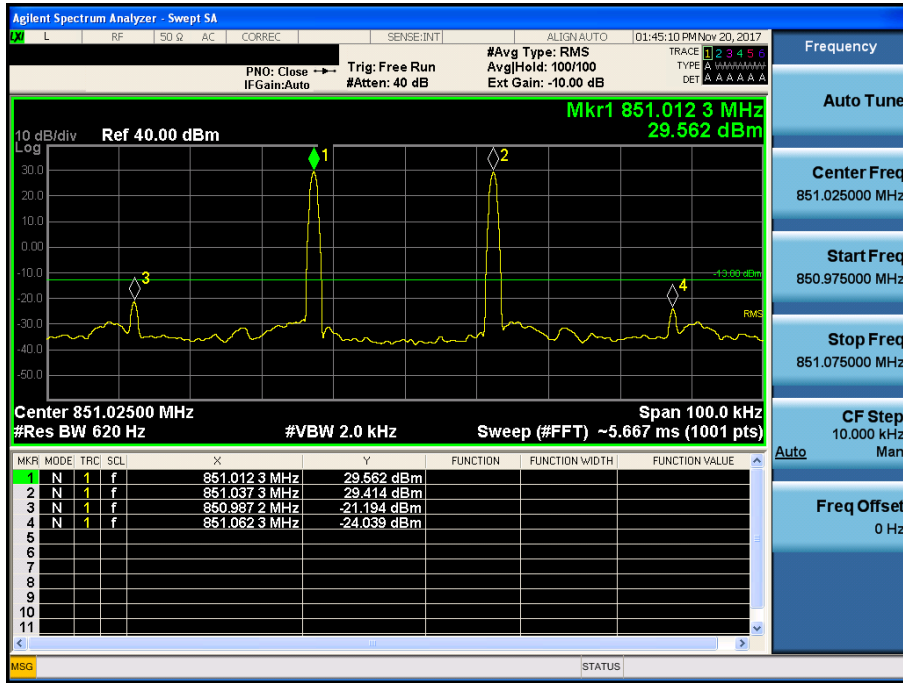 Agilent Spectrum Analyzer - Swept SA
LXI L RF 50 Ω AC CORREC SENSE:INT ALIGN AUTO 01:45:10 PM Nov 20, 2017
PNO: Close
IFGain:Auto
Trig: Free Run
#Atten: 40 dB
#Avg Type: RMS
Avg|Hold: 100/100
Ext Gain: -10.00 dB
TRACE 1 2 3 4 5 6
TYPE A WWWWW
DET A A A A A A
Mkr1 851.012 3 MHz
29.562 dBm
10 dB/div Ref 40.00 dBm
Log
30.0
20.0
10.0
0.00
-10.0
-20.0
-30.0
-40.0
-50.0
1
2
3
4
-13.00 dBm
RMS
Center 851.02500 MHz Span 100.0 kHz
#Res BW 620 Hz #VBW 2.0 kHz Sweep (#FFT) ~5.667 ms (1001 pts)
MKR MODE TRC SCL X Y FUNCTION FUNCTION WIDTH FUNCTION VALUE
1 N 1 f 851.012 3 MHz 29.562 dBm
2 N 1 f 851.037 3 MHz 29.414 dBm
3 N 1 f 850.987 2 MHz -21.194 dBm
4 N 1 f 851.062 3 MHz -24.039 dBm
5
6
7
8
9
10
11
MSG STATUS
Frequency
Auto Tune
Center Freq
851.025000 MHz
Start Freq
850.975000 MHz
Stop Freq
851.075000 MHz
CF Step
10.000 kHz
Auto Man
Freq Offset
0 Hz